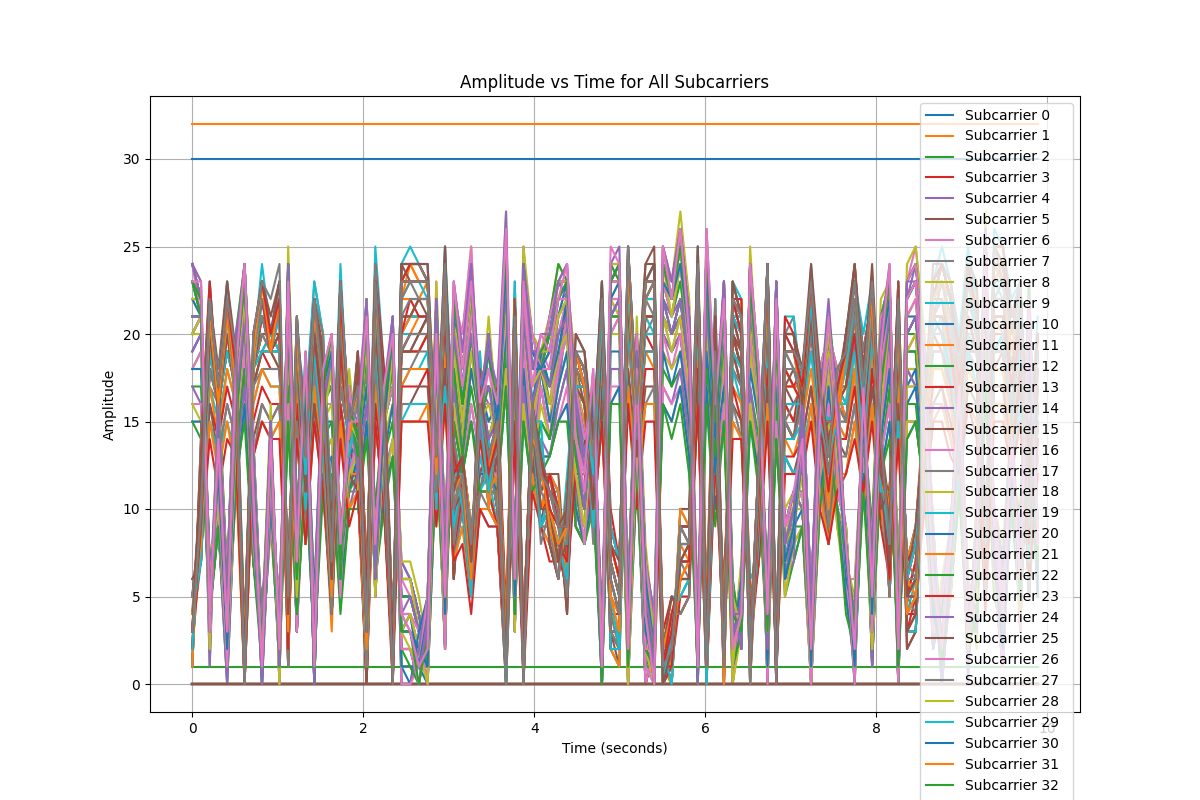 Amplitude vs Time for All Subcarriers
Amplitude
30
25
20
15
10
5
0
0
2
4
6
8
10
Time (seconds)
Subcarrier 0
Subcarrier 1
Subcarrier 2
Subcarrier 3
Subcarrier 4
Subcarrier 5
Subcarrier 6
Subcarrier 7
Subcarrier 8
Subcarrier 9
Subcarrier 10
Subcarrier 11
Subcarrier 12
Subcarrier 13
Subcarrier 14
Subcarrier 15
Subcarrier 16
Subcarrier 17
Subcarrier 18
Subcarrier 19
Subcarrier 20
Subcarrier 21
Subcarrier 22
Subcarrier 23
Subcarrier 24
Subcarrier 25
Subcarrier 26
Subcarrier 27
Subcarrier 28
Subcarrier 29
Subcarrier 30
Subcarrier 31
Subcarrier 32